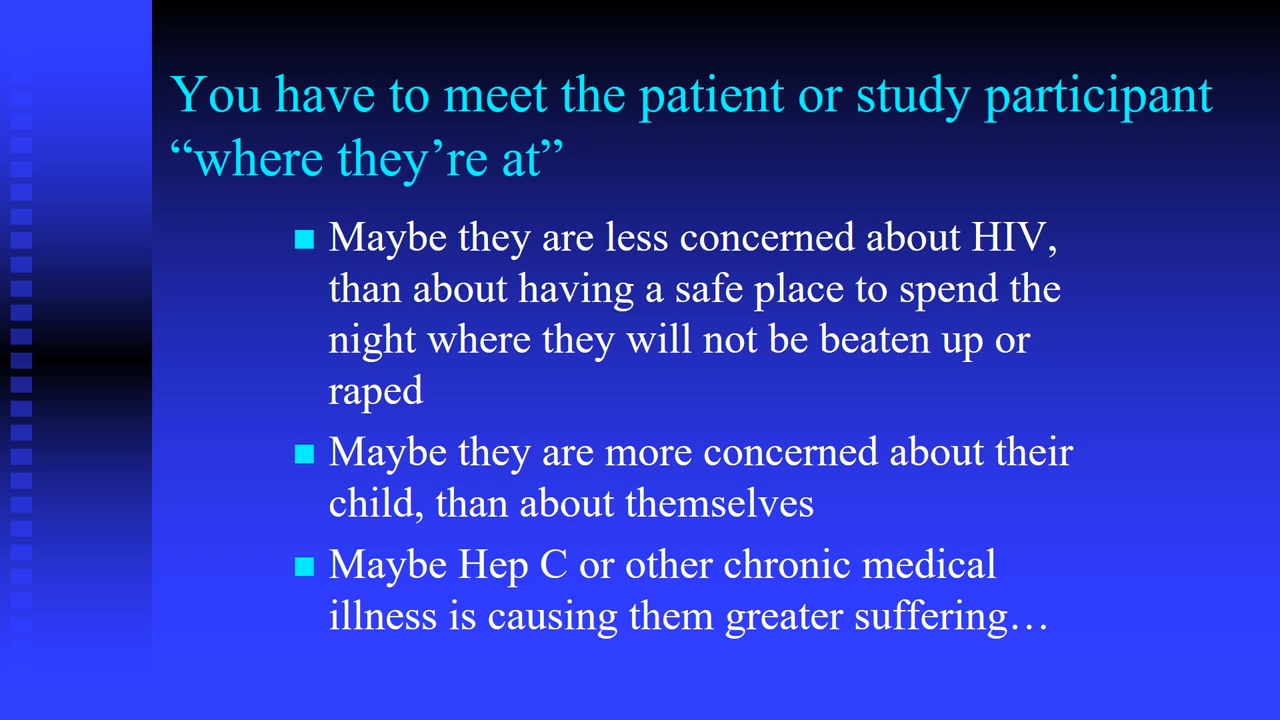 You have to meet the patient or study participant
“where they’re at”
Maybe they are less concerned about HIV,
than about having a safe place to spend the
night where they will not be beaten up or
raped
Maybe they are more concerned about their
child, than about themselves
Maybe Hep C or other chronic medical
illness is causing them greater suffering…